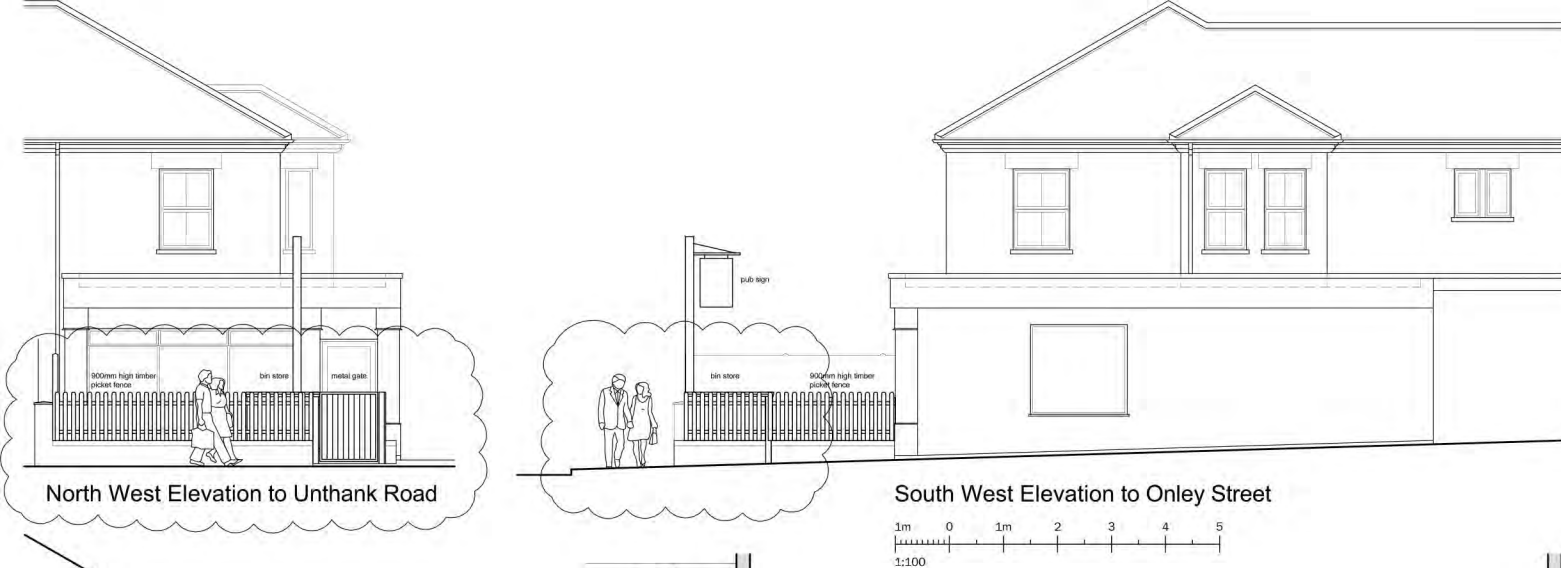 pub sign
900mm high timber
picket fence
bin store
metal gate
bin store
900mm high timber
picket fence
North West Elevation to Unthank Road
South West Elevation to Onley Street
1m 0 1m 2 3 4 5
1:100